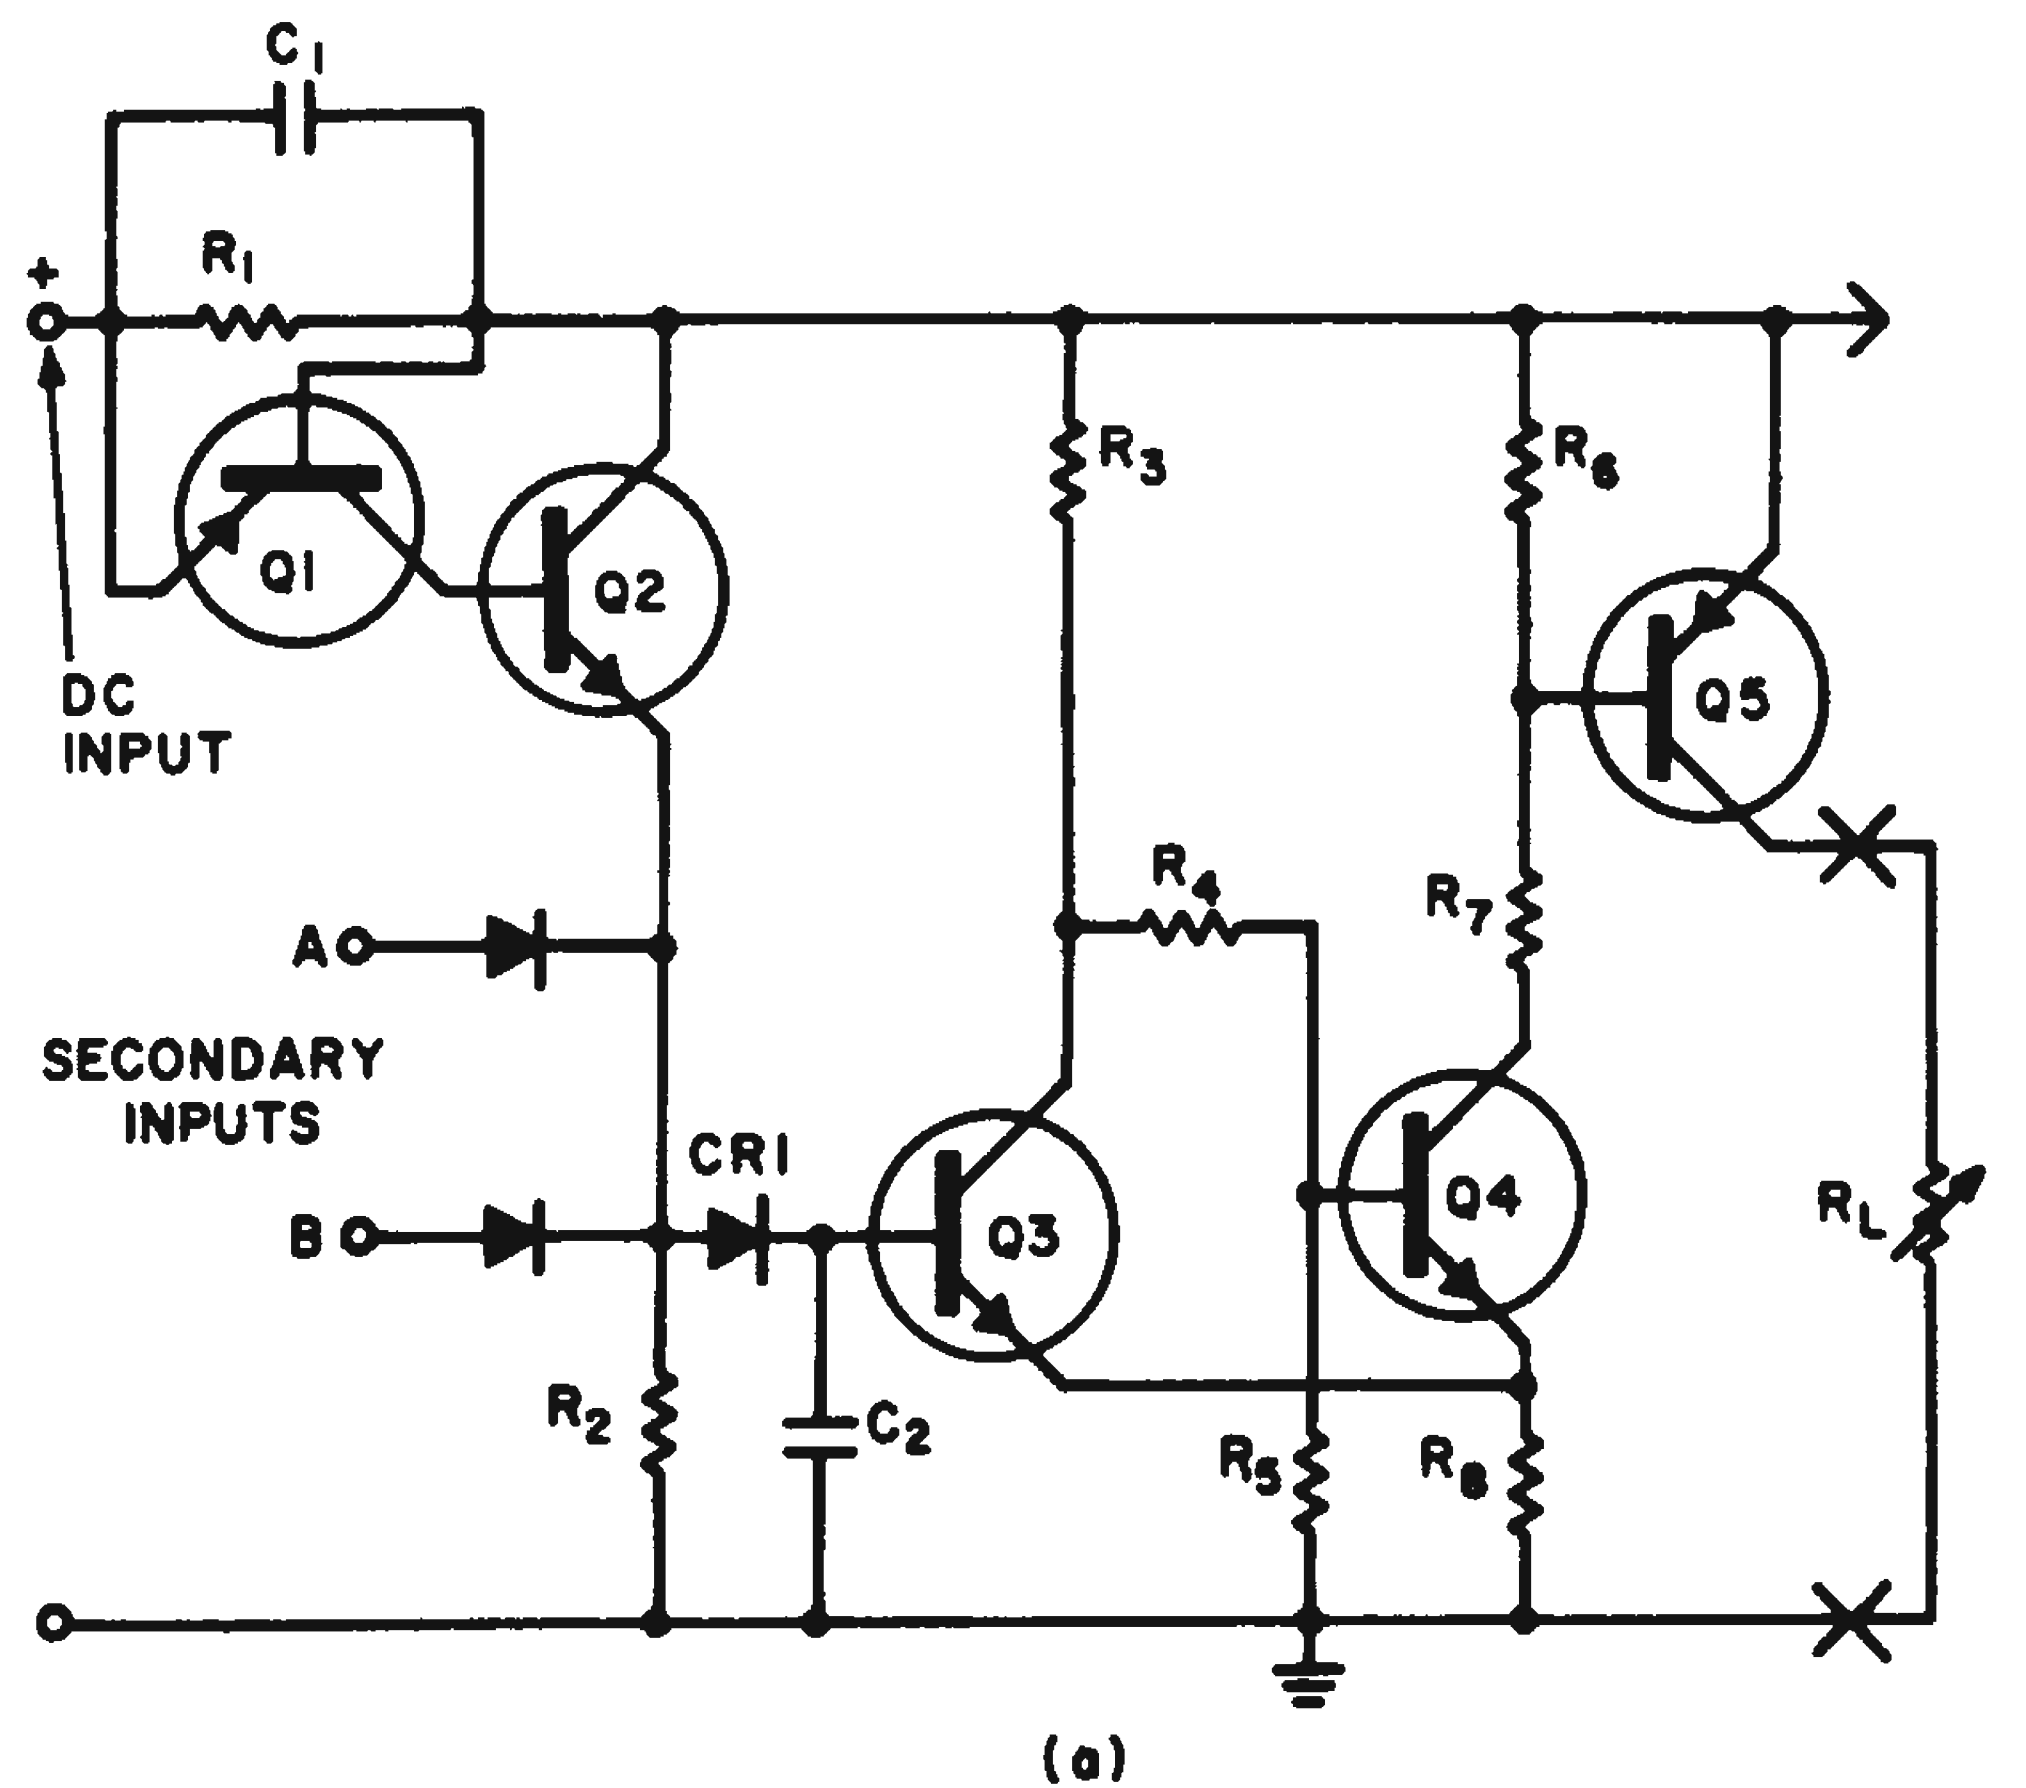 C1
R1
+
Q1
Q2
DC
INPUT
R3
R6
Q5
R4
R7
A
SECONDARY
INPUTS
CR1
B
Q3
Q4
RL
R2
C2
R5
R8
(a)